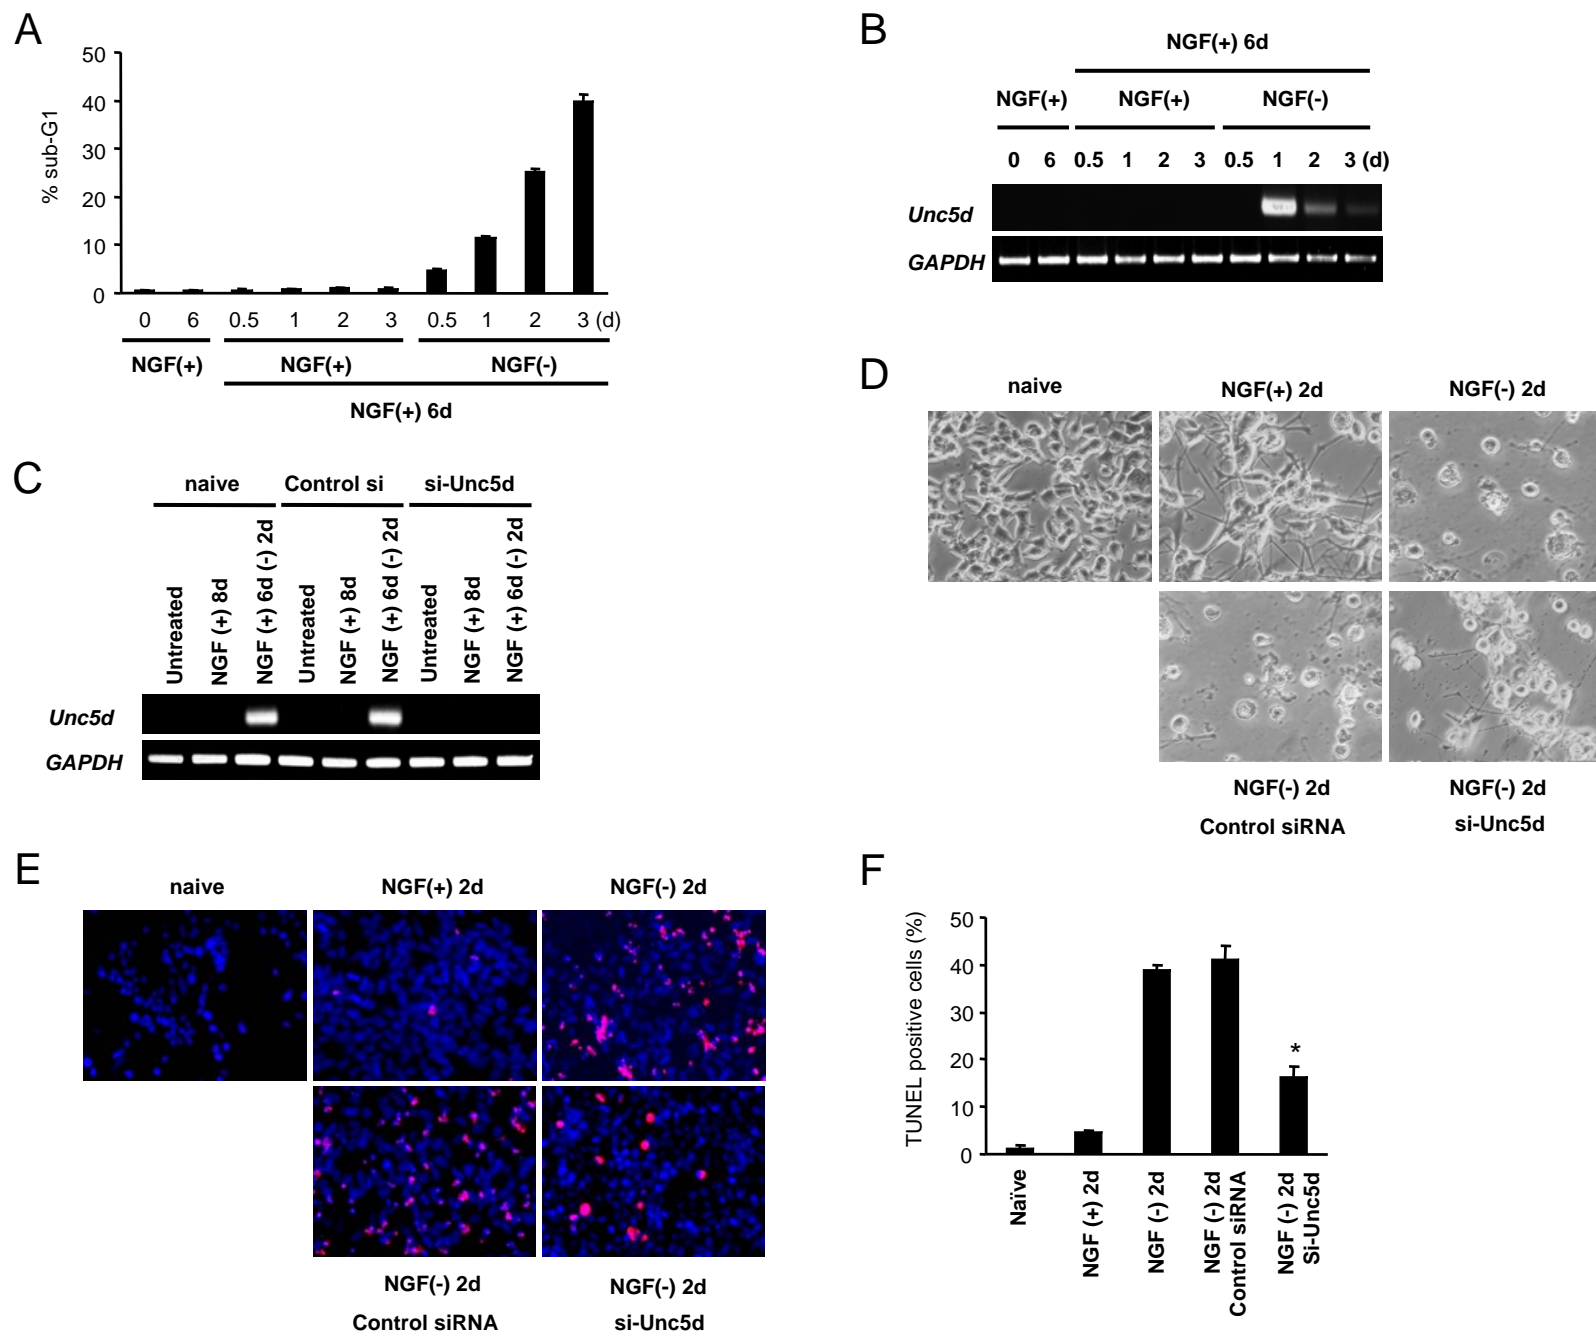 A
50
40
30
20
10
0
% sub-G1
0 6 0.5 1 2 3 0.5 1 2 3 (d)
NGF(+) NGF(+) NGF(-)
NGF(+) 6d
B
NGF(+) 6d
NGF(+) NGF(+) NGF(-)
0 6 0.5 1 2 3 0.5 1 2 3 (d)
Unc5d
GAPDH
C
naive Control si si-Unc5d
Untreated
NGF (+) 8d
NGF (+) 6d (-) 2d
Untreated
NGF (+) 8d
NGF (+) 6d (-) 2d
Untreated
NGF (+) 8d
NGF (+) 6d (-) 2d
Unc5d
GAPDH
D
naive NGF(+) 2d NGF(-) 2d
NGF(-) 2d NGF(-) 2d
Control siRNA si-Unc5d
E
naive NGF(+) 2d NGF(-) 2d
NGF(-) 2d NGF(-) 2d
Control siRNA si-Unc5d
F
TUNEL positive cells (%)
50
40
30
20
10
0
*
Naïve
NGF (+) 2d
NGF (-) 2d
NGF (-) 2d
Control siRNA
NGF (-) 2d
Si-Unc5d